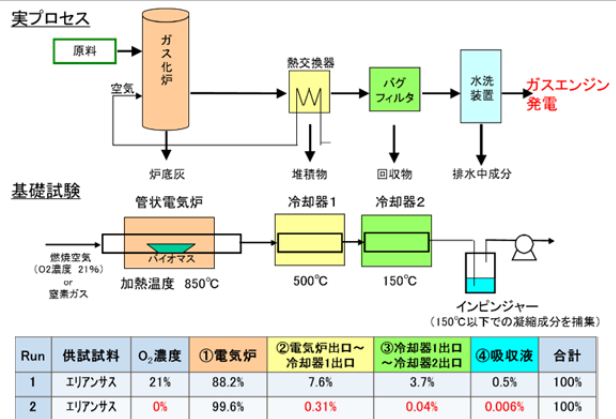 実プロセス
原料
ガス化炉
空気
熱交換器
バグ
フィルタ
水洗
装置
ガスエンジン
発電
炉底灰
堆積物
回収物
排水中成分
基礎試験
管状電気炉
冷却器1
冷却器2
燃焼空気
(O2濃度 21%)
or
窒素ガス
バイオマス
加熱温度 850℃
500℃
150℃
インピンジャー
(150℃以下での凝縮成分を捕集)
Run 供試試料 O₂濃度 ①電気炉 ②電気炉出口~冷却器1出口 ③冷却器1出口~冷却器2出口 ④吸収液 合計
1 エリアンサス 21% 88.2% 7.6% 3.7% 0.5% 100%
2 エリアンサス 0% 99.6% 0.31% 0.04% 0.006% 100%